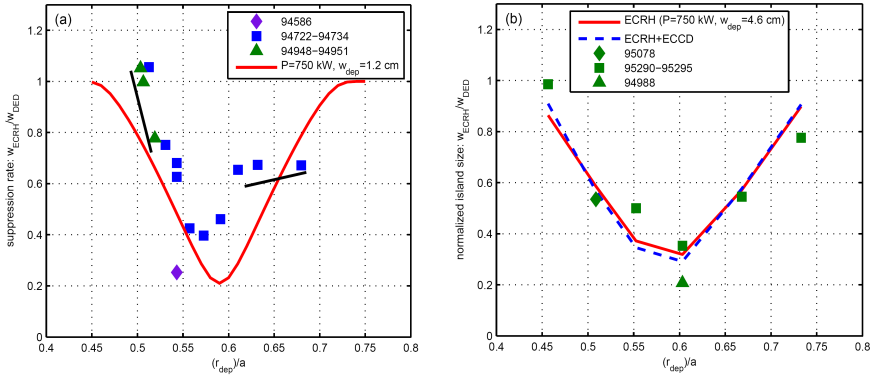 (a)
94586
94722−94734
94948−94951
P=750 kW, w_dep=1.2 cm
suppression rate: w_ECRH/w_DED
1.2
1
0.8
0.6
0.4
0.2
0
0.4 0.45 0.5 0.55 0.6 0.65 0.7 0.75 0.8
(r_dep)/a
(b)
ECRH (P=750 kW, w_dep=4.6 cm)
ECRH+ECCD
95078
95290−95295
94988
normalized island size: w_ECRH/w_DED
1.2
1
0.8
0.6
0.4
0.2
0
0.4 0.45 0.5 0.55 0.6 0.65 0.7 0.75 0.8
(r_dep)/a